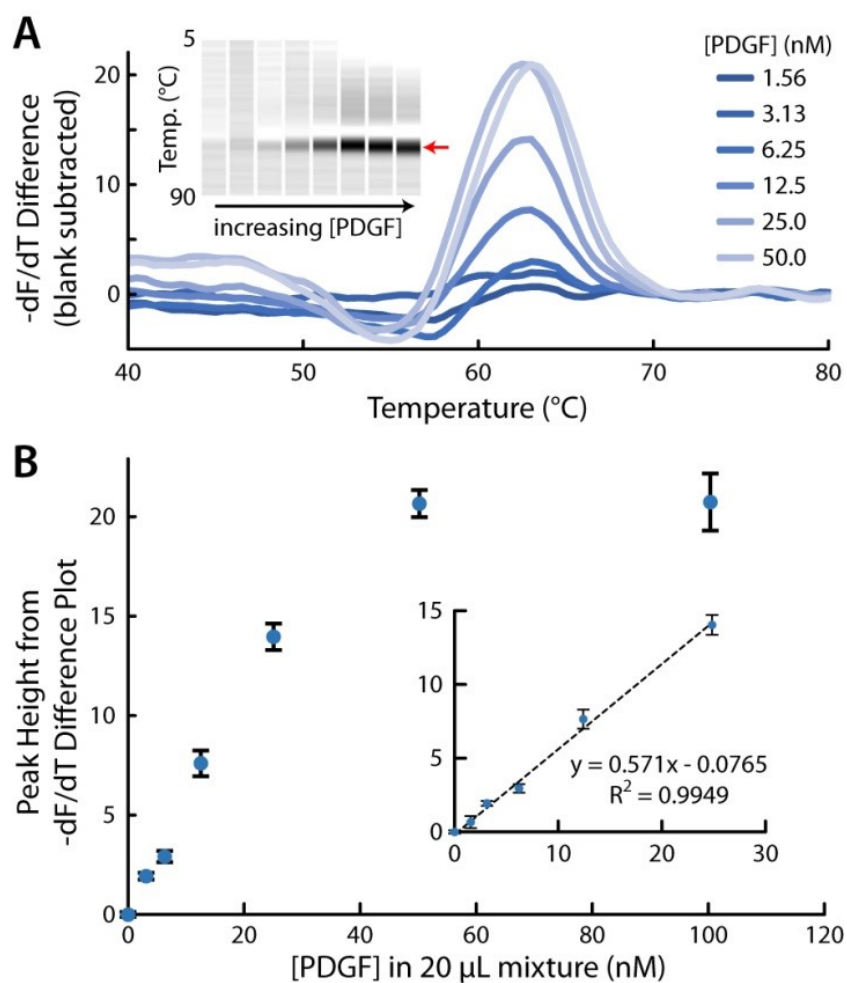 A
[PDGF] (nM)
1.56
3.13
6.25
12.5
25.0
50.0
5
Temp. (°C)
90
increasing [PDGF]
-dF/dT Difference
(blank subtracted)
20
10
0
40
50
60
70
80
Temperature (°C)
B
Peak Height from
-dF/dT Difference Plot
20
15
10
5
0
0
20
40
60
80
100
120
[PDGF] in 20 µL mixture (nM)
15
10
5
0
0
10
20
30
y = 0.571x - 0.0765
R² = 0.9949